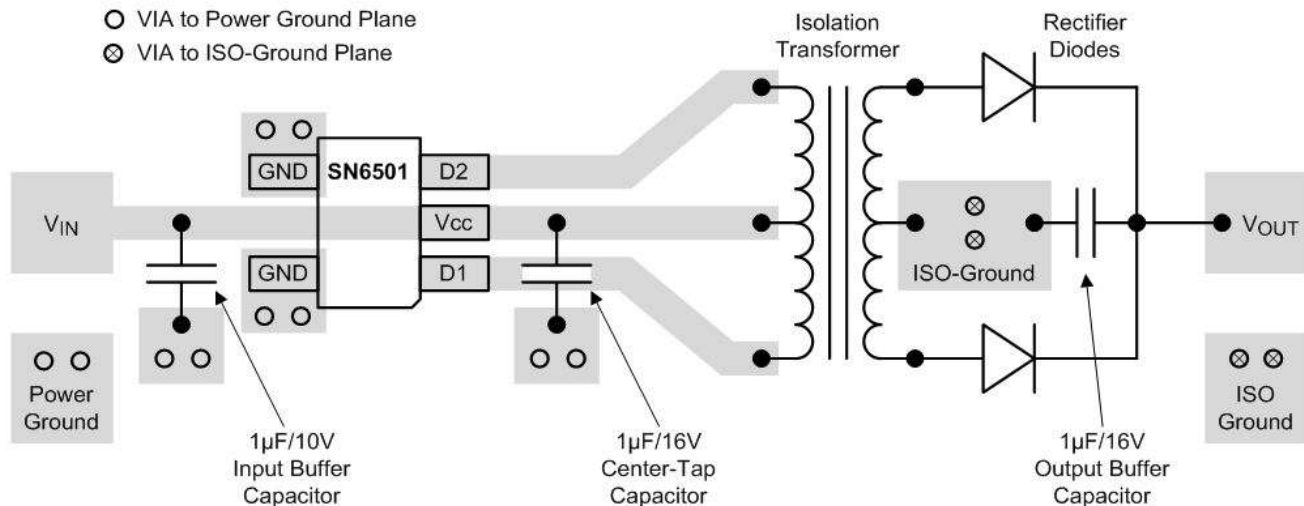 VIA to Power Ground Plane
VIA to ISO-Ground Plane
Isolation
Transformer
Rectifier
Diodes
GND
SN6501
D2
VIN
Vcc
VOUT
GND
D1
ISO-Ground
Power
Ground
ISO
Ground
1µF/10V
Input Buffer
Capacitor
1µF/16V
Center-Tap
Capacitor
1µF/16V
Output Buffer
Capacitor